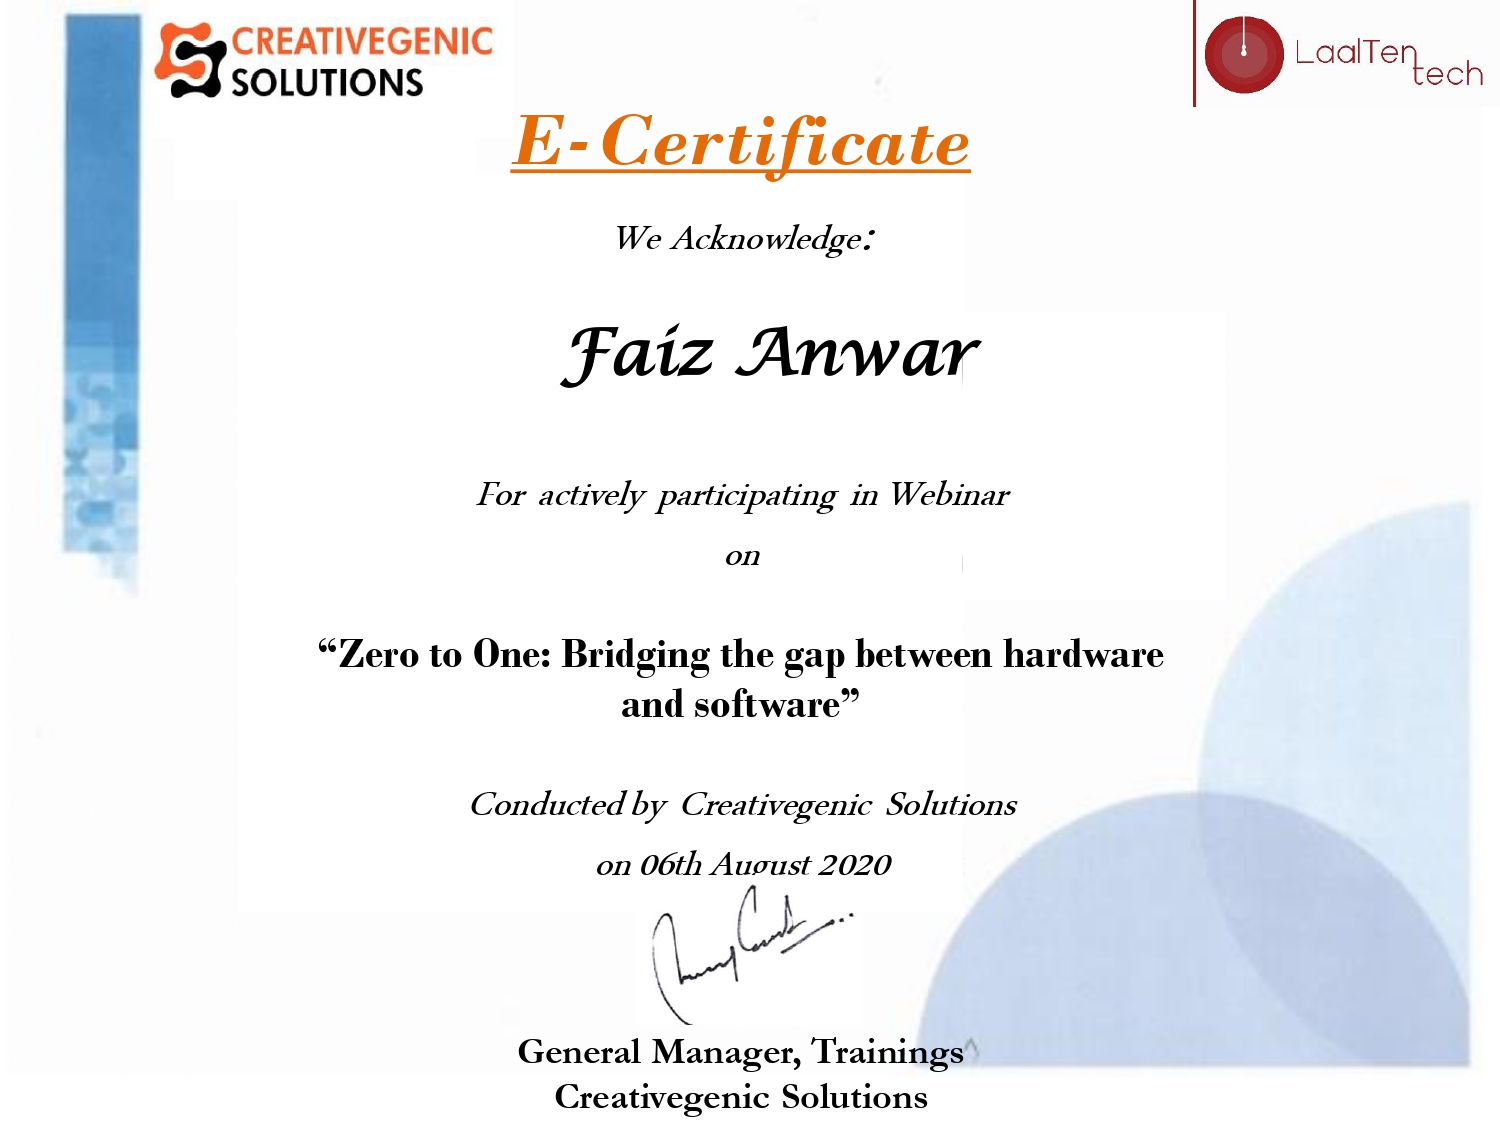 CREATIVEGENIC
SOLUTIONS
LaalTen
tech
E-Certificate
We Acknowledge:
Faiz Anwar
For actively participating in Webinar
on
“Zero to One: Bridging the gap between hardware
and software”
Conducted by Creativegenic Solutions
on 06th August 2020
General Manager, Trainings
Creativegenic Solutions